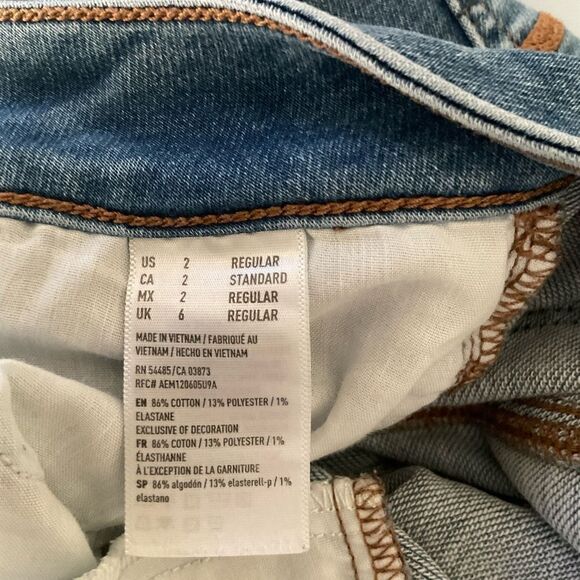 US 2 REGULAR
CA 2 STANDARD
MX 2 REGULAR
UK 6 REGULAR
MADE IN VIETNAM / FABRIQUÉ AU
VIETNAM / HECHO EN VIETNAM
RN 54485/CA 03873
RFC# AEM120605U9A
EN 86% COTTON / 13% POLYESTER / 1%
ELASTANE
EXCLUSIVE OF DECORATION
FR 86% COTON / 13% POLYESTER / 1%
ÉLASTHANNE
À L'EXCEPTION DE LA GARNITURE
SP 86% algodón / 13% elasterell-p / 1%
elastano